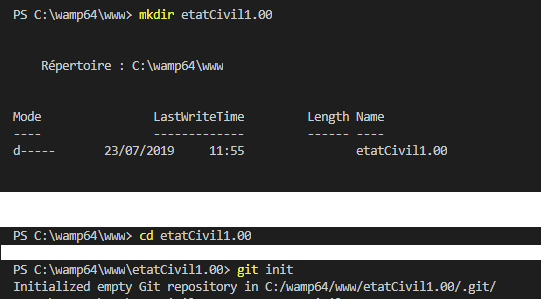 PS C:\wamp64\www> mkdir etatCivil1.00
Répertoire : C:\wamp64\www
Mode LastWriteTime Length Name
---- ------------- ------ ----
d----- 23/07/2019 11:55 etatCivil1.00
PS C:\wamp64\www> cd etatCivil1.00
PS C:\wamp64\www\etatCivil1.00> git init
Initialized empty Git repository in C:/wamp64/www/etatCivil1.00/.git/